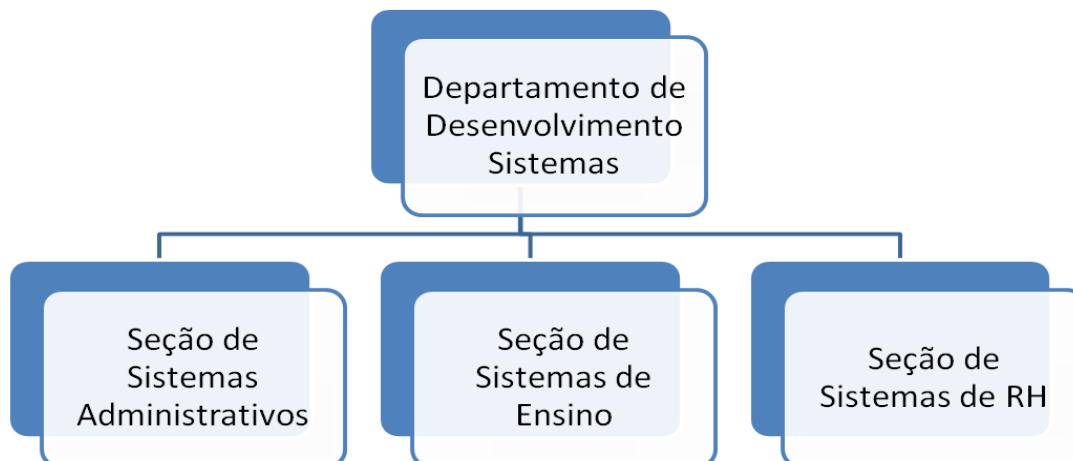 Departamento de
Desenvolvimento
Sistemas
Seção de
Sistemas
Administrativos
Seção de
Sistemas de
Ensino
Seção de
Sistemas de RH